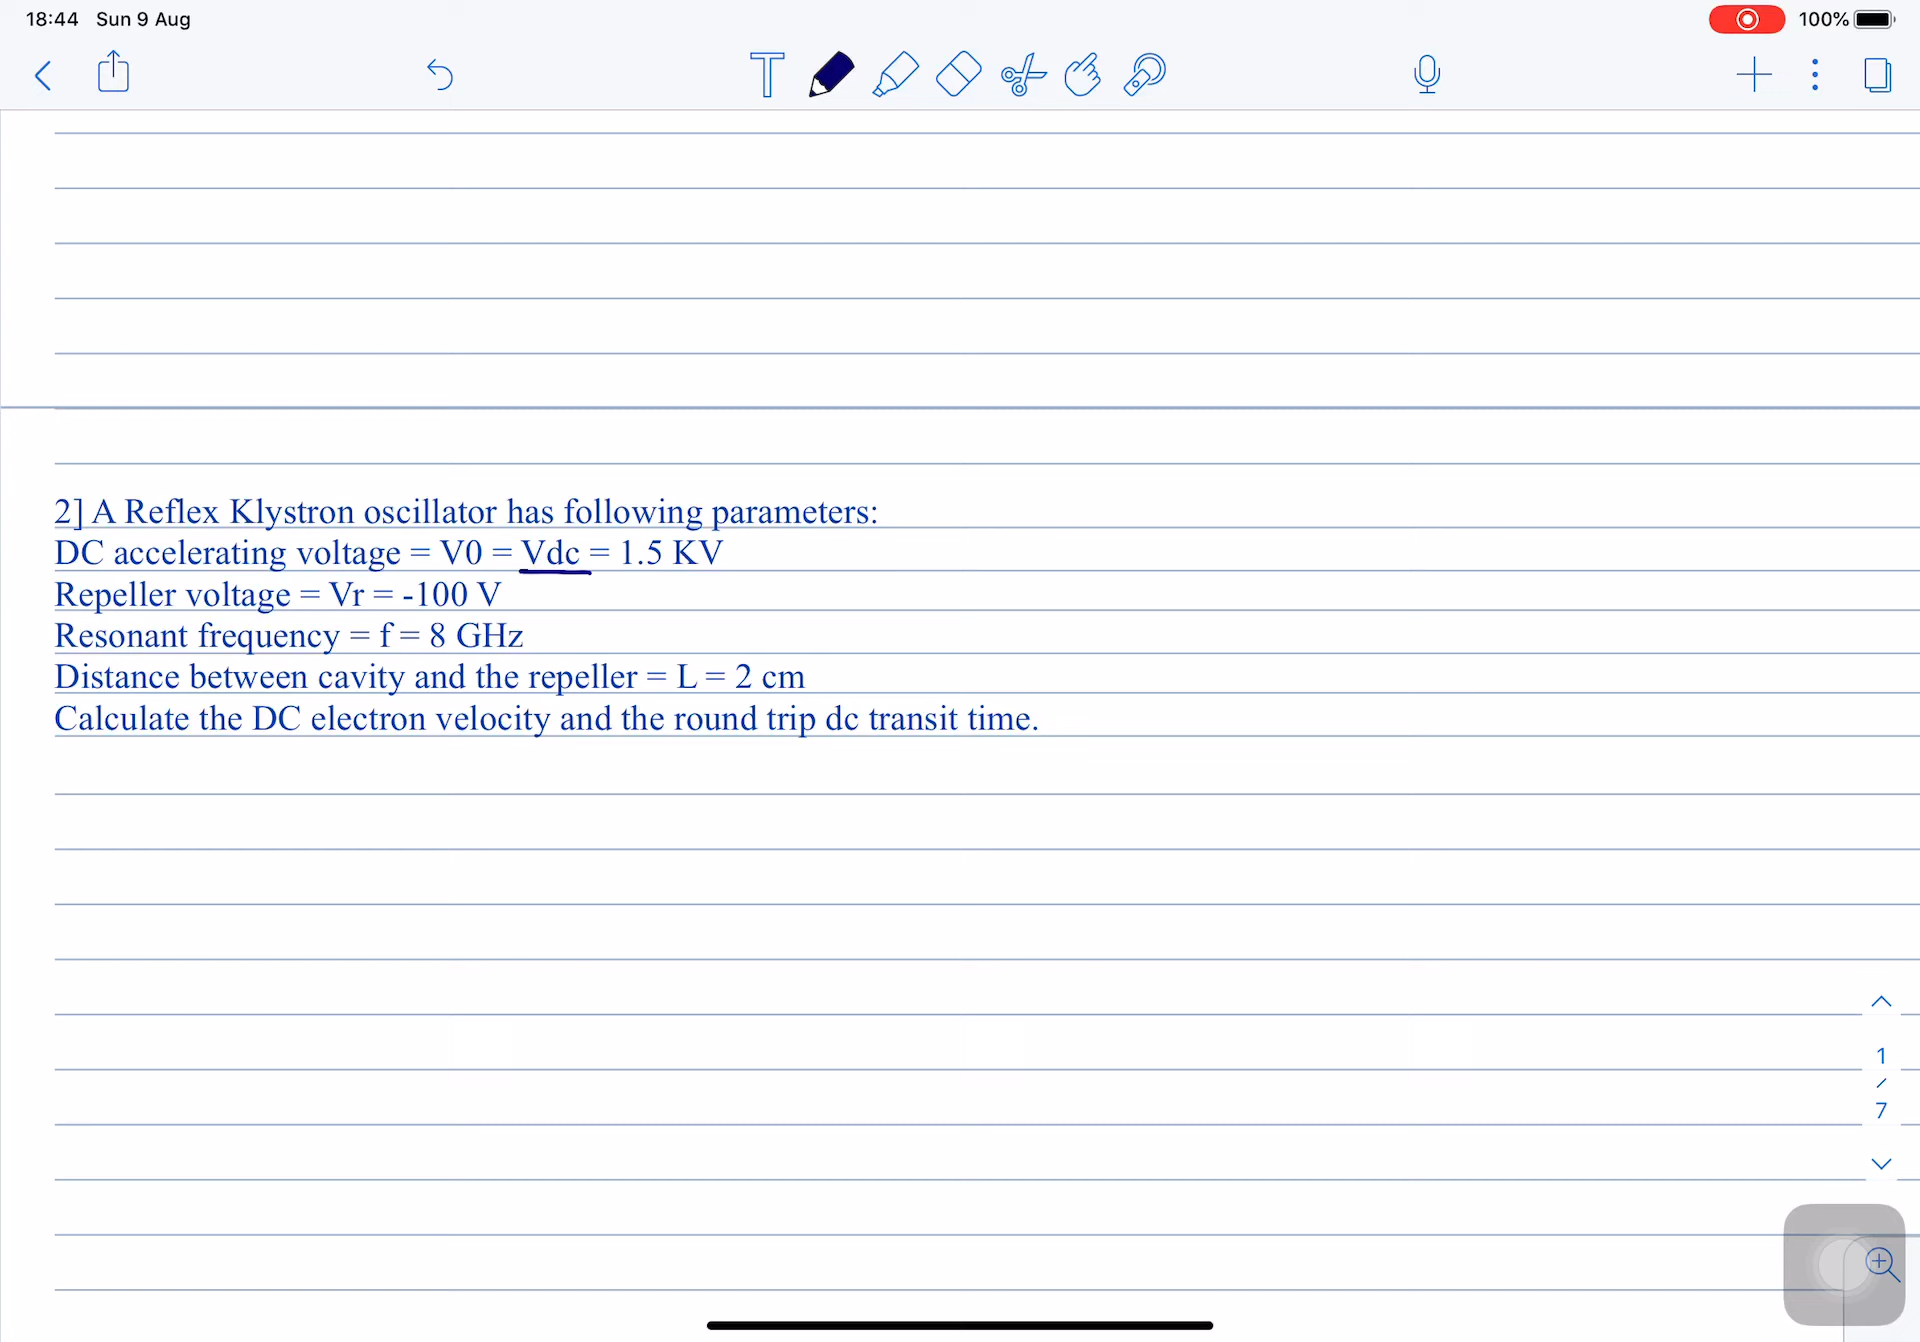 18:44 Sun 9 Aug
100%
T
2] A Reflex Klystron oscillator has following parameters:
DC accelerating voltage = V0 = Vdc = 1.5 KV
Repeller voltage = Vr = -100 V
Resonant frequency = f = 8 GHz
Distance between cavity and the repeller = L = 2 cm
Calculate the DC electron velocity and the round trip dc transit time.
1
/
7